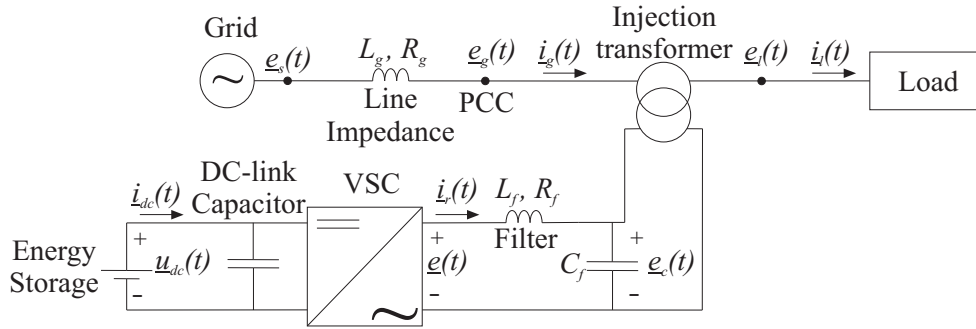 Grid
Injection
transformer
e_s(t)
L_g, R_g
e_g(t)
i_g(t)
e_l(t)
i_l(t)
~
Line
Impedance
PCC
Load
DC-link
Capacitor
VSC
i_dc(t)
i_r(t)
L_f, R_f
Filter
Energy
Storage
+
u_dc(t)
-
+
e(t)
-
~
C_f
+
e_c(t)
-